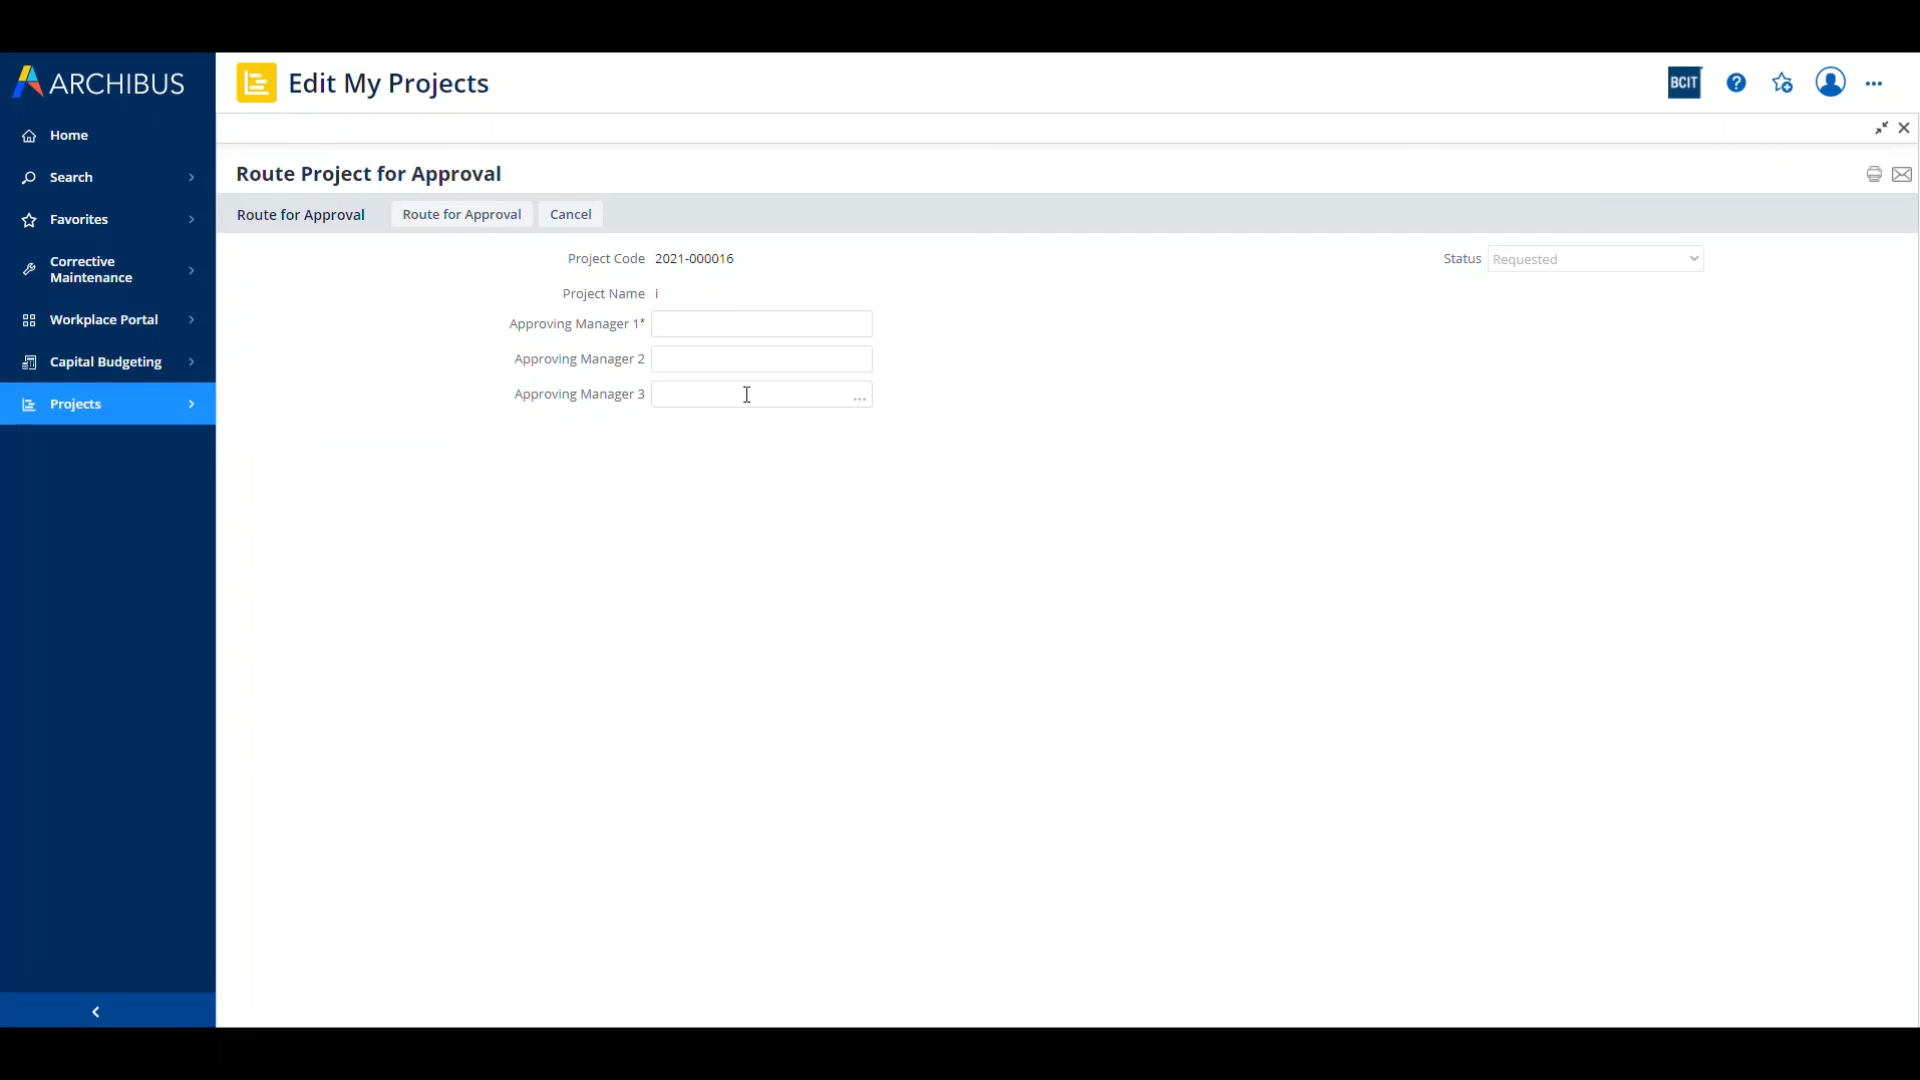 ARCHIBUS
Edit My Projects
BCIT
Home
Search
Favorites
Corrective
Maintenance
Workplace Portal
Capital Budgeting
Projects
Route Project for Approval
Route for Approval
Route for Approval
Cancel
Project Code 2021-000016
Status Requested
Project Name i
Approving Manager 1*
Approving Manager 2
Approving Manager 3
...